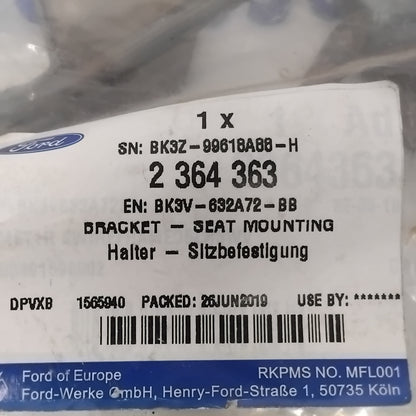 Ford
1 x
SN: BK3Z-99618A86-H
2 364 363
EN: BK3V-632A72-BB
BRACKET - SEAT MOUNTING
Halter - Sitzbefestigung
DPVXB 1565940 PACKED: 26JUN2019 USE BY: *******
Ford of Europe RKPMS NO. MFL001
Ford-Werke GmbH, Henry-Ford-Straße 1, 50735 Köln